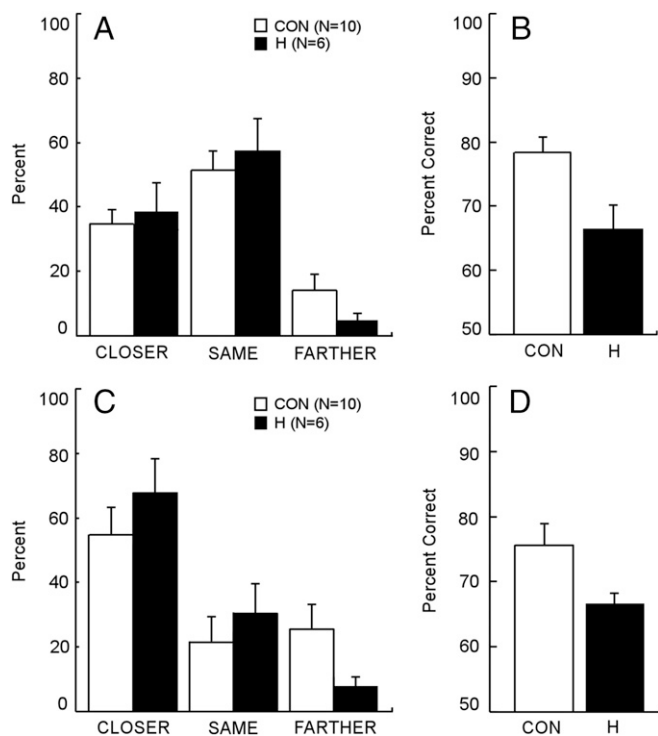 A
CON (N=10)
H (N=6)
Percent
100
80
60
40
20
0
CLOSER SAME FARTHER
B
Percent Correct
100
90
80
70
60
50
CON H
C
CON (N=10)
H (N=6)
Percent
100
80
60
40
20
0
CLOSER SAME FARTHER
D
Percent Correct
100
90
80
70
60
50
CON H